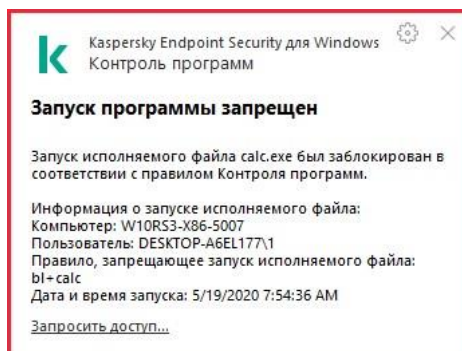 Kaspersky Endpoint Security для Windows
Контроль программ
Запуск программы запрещен
Запуск исполняемого файла calc.exe был заблокирован в
соответствии с правилом Контроля программ.
Информация о запуске исполняемого файла:
Компьютер: W10RS3-X86-5007
Пользователь: DESKTOP-A6EL177\1
Правило, запрещающее запуск исполняемого файла:
bl+calc
Дата и время запуска: 5/19/2020 7:54:36 AM
Запросить доступ...